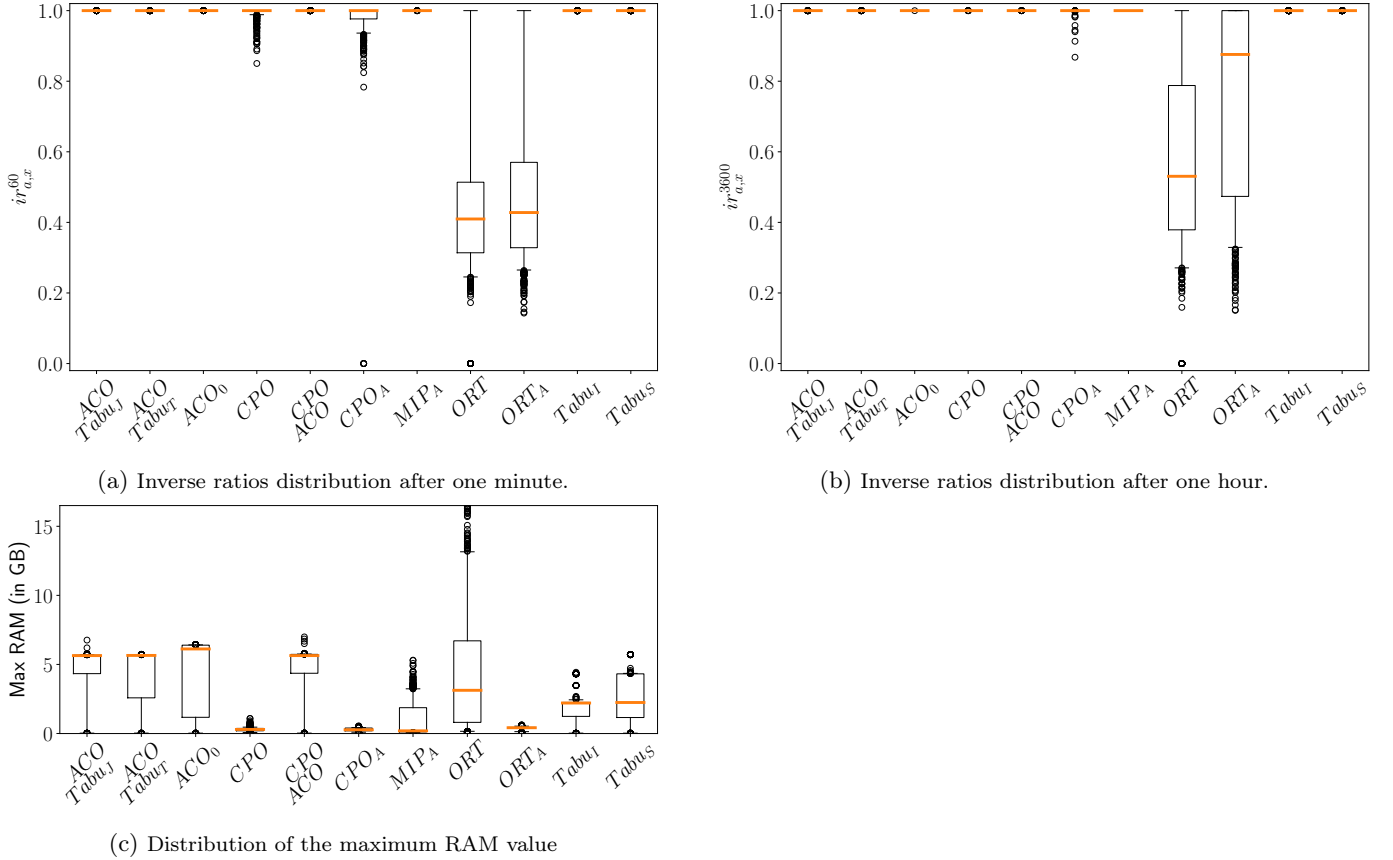 1.0
0.8
0.6
0.4
0.2
0.0
ir^{60}_{a,x}
ACO Tabu_J
ACO Tabu_T
ACO_0
CPO
CPO ACO
CPO_A
MIP_A
ORT
ORT_A
Tabu_I
Tabu_S
(a) Inverse ratios distribution after one minute.
1.0
0.8
0.6
0.4
0.2
0.0
ir^{3600}_{a,x}
ACO Tabu_J
ACO Tabu_T
ACO_0
CPO
CPO ACO
CPO_A
MIP_A
ORT
ORT_A
Tabu_I
Tabu_S
(b) Inverse ratios distribution after one hour.
15
10
5
0
Max RAM (in GB)
ACO Tabu_J
ACO Tabu_T
ACO_0
CPO
CPO ACO
CPO_A
MIP_A
ORT
ORT_A
Tabu_I
Tabu_S
(c) Distribution of the maximum RAM value